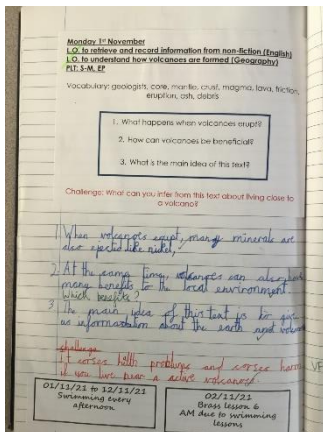 Monday 1st November
L.O. to retrieve and record information from non-fiction (English)
L.O. to understand how volcanoes are formed (Geography)
PLT: S-M, EP
Vocabulary: geologists, core, mantle, crust, magma, lava, friction,
eruption, ash, debris
1. What happens when volcanoes erupt?
2. How can volcanoes be beneficial?
3. What is the main idea of this text?
Challenge: What can you infer from this text about living close to
a volcano?
1 When volcanoes erupt, many minerals are
also ejected like nickel.
2 At the same time, volcanoes can also have
many benefits to the local environment.
Which benefits?
3 The main idea of this text is to give
us information about the earth and
challenge
It corses helth problems and corses harm
if you live near a active volcano
VF
01/11/21 to 12/11/21
Swimming every
afternoon
02/11/21
Brass lesson 6
AM due to swimming
lessons